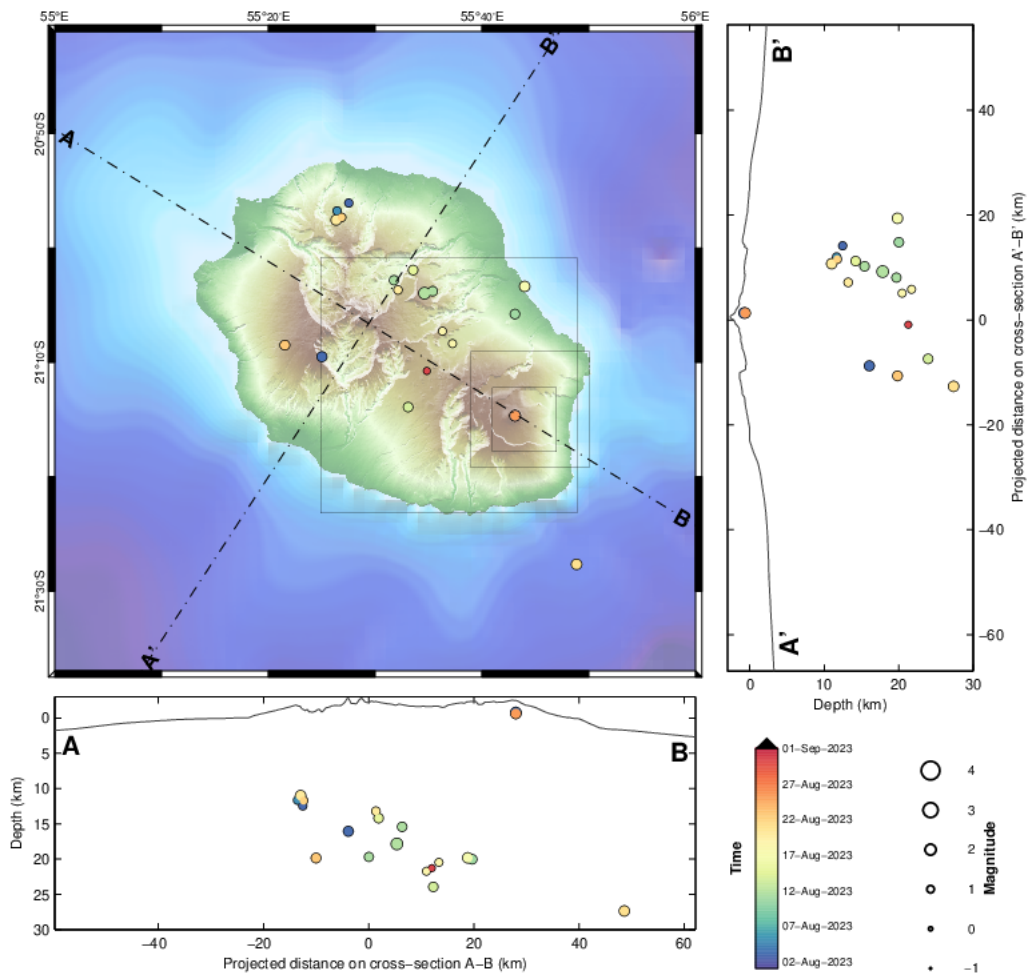 55°E 55°20'E 55°40'E 56°E
20°50'S
21°10'S
21°30'S
A
B'
B
A'
B'
A'
40
20
0
−20
−40
−60
Projected distance on cross−section A−B' (km)
0 10 20 30
Depth (km)
0
5
10
15
20
25
30
Depth (km)
A
B
−40 −20 0 20 40 60
Projected distance on cross−section A−B (km)
Time
01−Sep−2023
27−Aug−2023
22−Aug−2023
17−Aug−2023
12−Aug−2023
07−Aug−2023
02−Aug−2023
4
3
2
1
0
−1
Magnitude